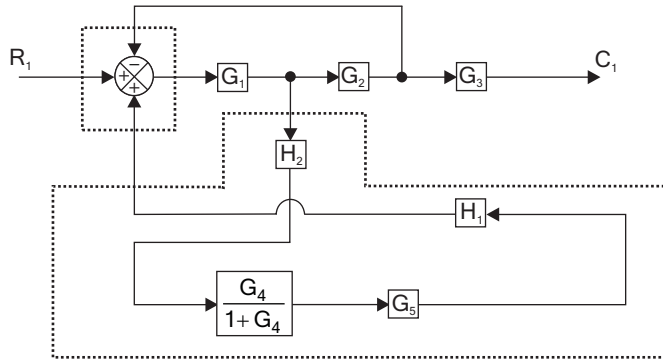 −
R₁
+
+
G₁
G₂
G₃
C₁
H₂
H₁
G₄
1+G₄
G₅